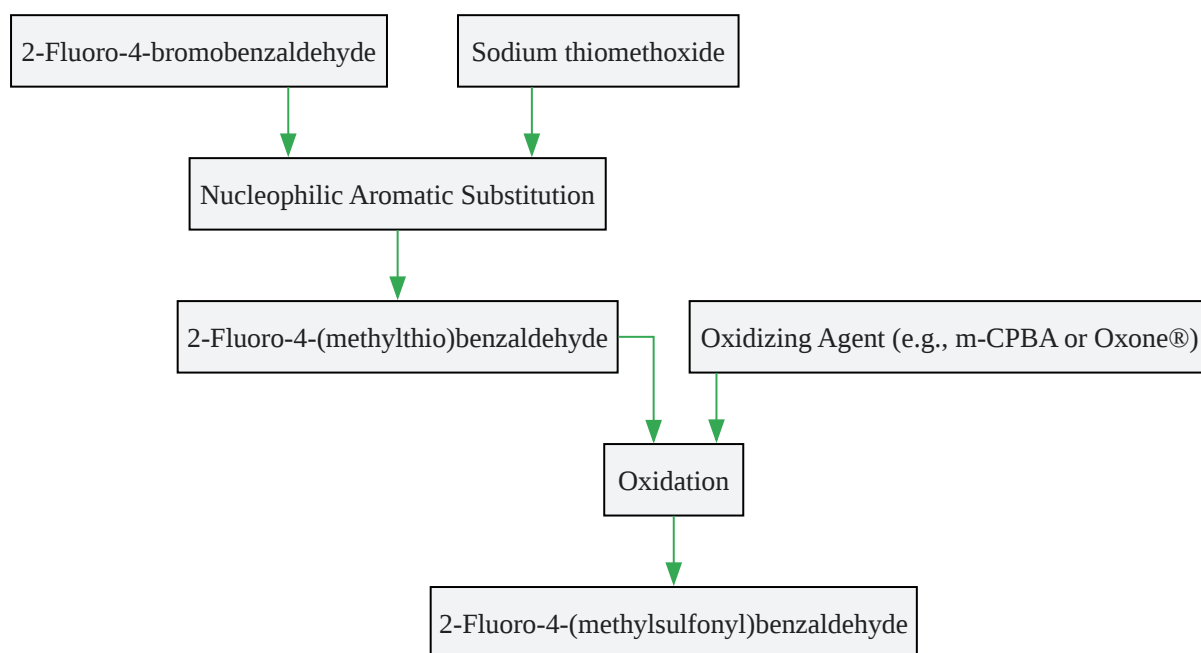 2-Fluoro-4-bromobenzaldehyde
Sodium thiomethoxide
Nucleophilic Aromatic Substitution
2-Fluoro-4-(methylthio)benzaldehyde
Oxidizing Agent (e.g., m-CPBA or Oxone®)
Oxidation
2-Fluoro-4-(methylsulfonyl)benzaldehyde